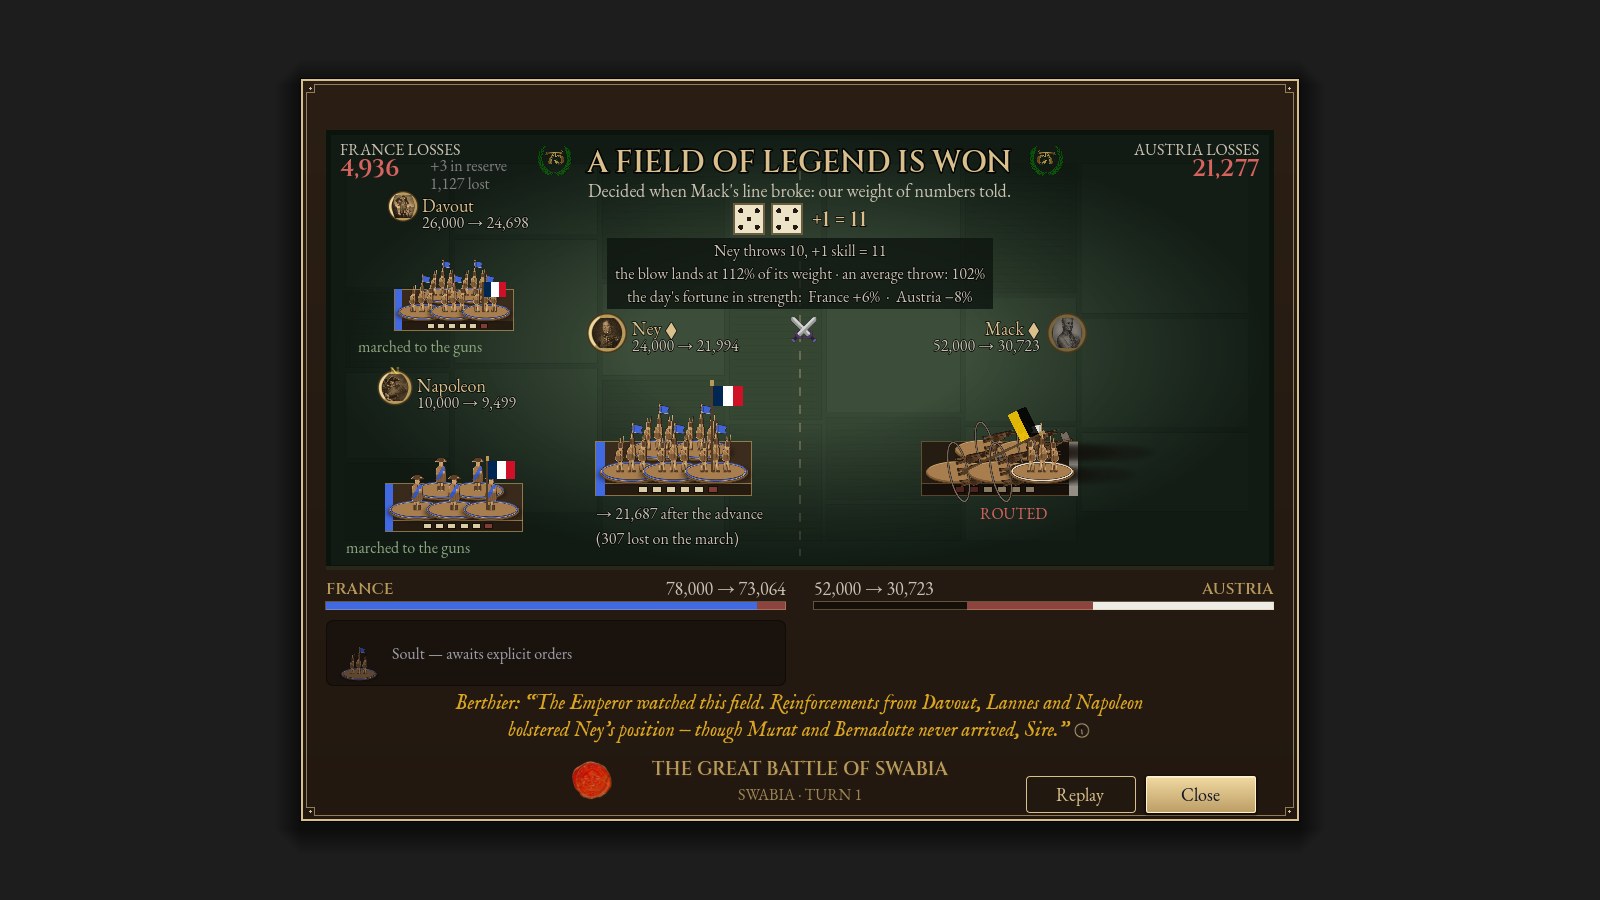 FRANCE LOSSES
4,936
+3 in reserve
1,127 lost
A FIELD OF LEGEND IS WON
Decided when Mack's line broke: our weight of numbers told.
+1 = 11
AUSTRIA LOSSES
21,277
Ney throws 10, +1 skill = 11
the blow lands at 112% of its weight · an average throw: 102%
the day's fortune in strength: France +6% · Austria −8%
Davout
26,000 → 24,698
marched to the guns
N
Napoleon
10,000 → 9,499
marched to the guns
Ney
24,000 → 21,994
→ 21,687 after the advance
(307 lost on the march)
Mack
52,000 → 30,723
ROUTED
FRANCE
78,000 → 73,064
52,000 → 30,723
AUSTRIA
Soult — awaits explicit orders
Berthier: “The Emperor watched this field. Reinforcements from Davout, Lannes and Napoleon
bolstered Ney’s position — though Murat and Bernadotte never arrived, Sire.”
THE GREAT BATTLE OF SWABIA
SWABIA · TURN 1
Replay
Close